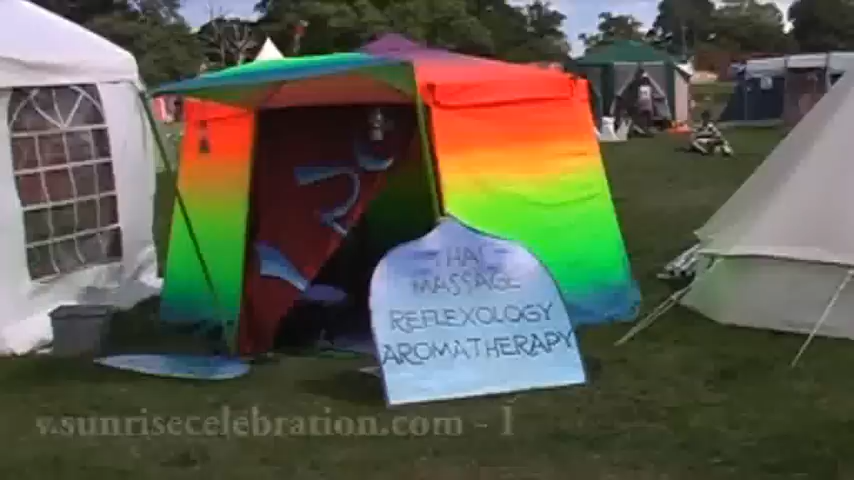 THAI
MASSAGE
REFLEXOLOGY
AROMATHERAPY
v.sunrisecelebration.com - 1